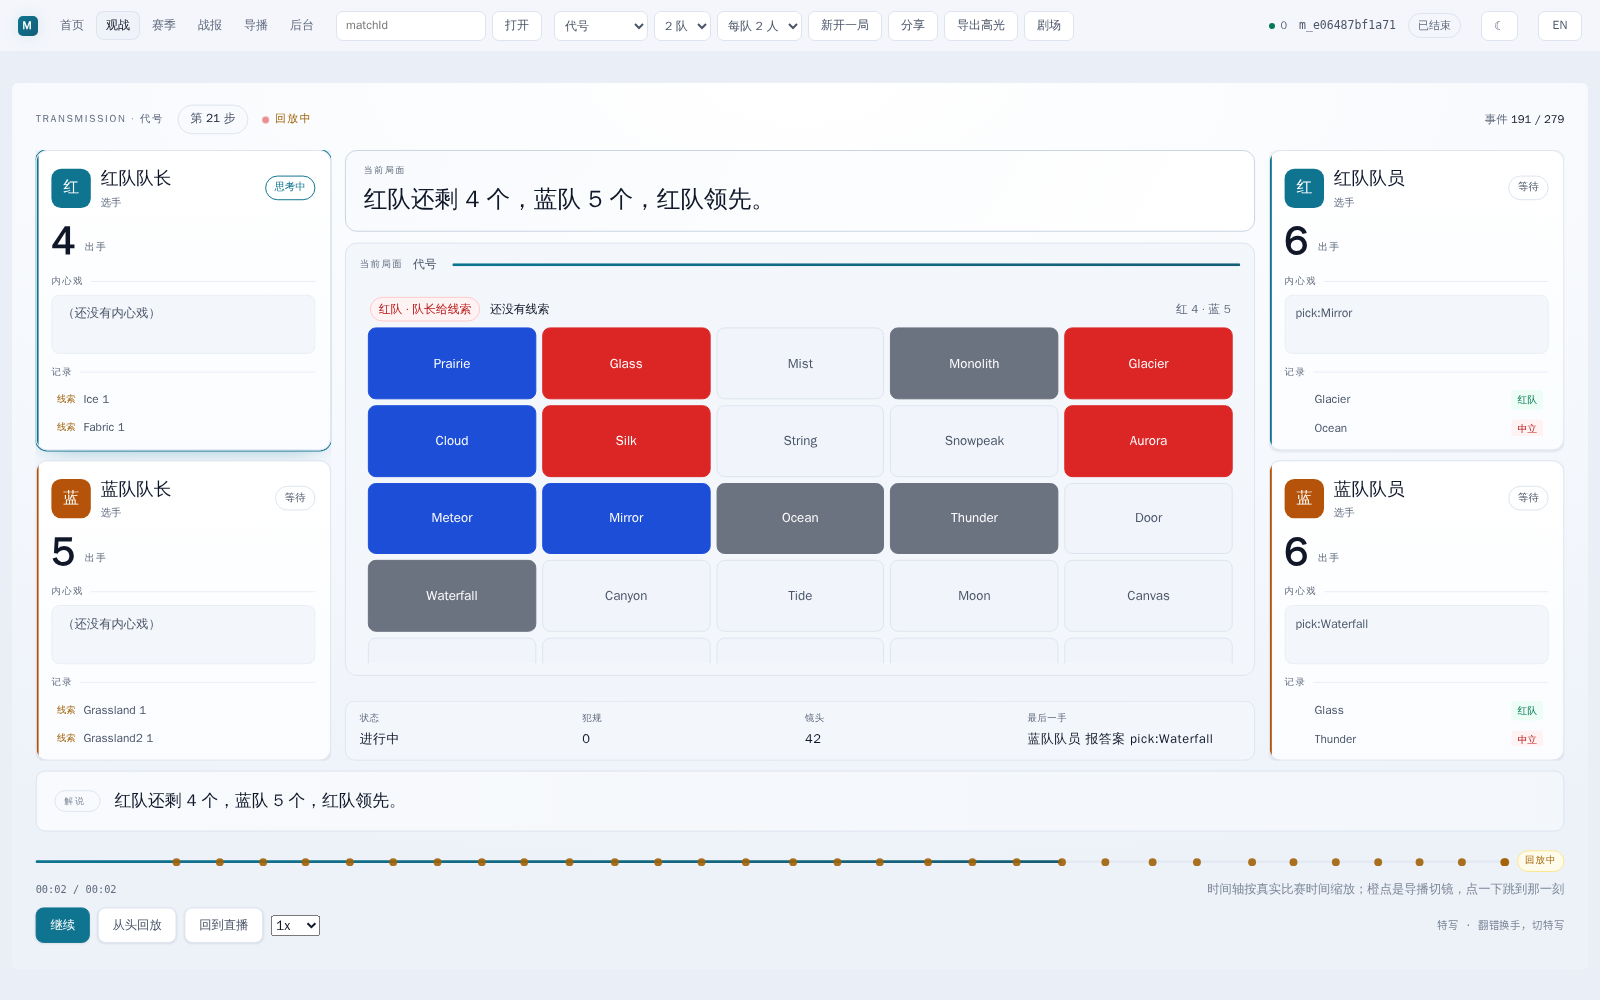 M 首页 观战 赛季 战报 导播 后台 matchId 打开 代号 2 队 每队 2 人 新开一局 分享 导出高光 剧场 0 m_e06487bf1a71 已结束 ☾ EN
TRANSMISSION · 代号 第 21 步 回放中 事件 191 / 279
红 红队队长 思考中
选手
4 出手
内心戏
（还没有内心戏）
记录
线索 Ice 1
线索 Fabric 1
蓝 蓝队队长 等待
选手
5 出手
内心戏
（还没有内心戏）
记录
线索 Grassland 1
线索 Grassland2 1
当前局面
红队还剩 4 个，蓝队 5 个，红队领先。
当前局面 代号
红队 · 队长给线索 还没有线索 红 4 · 蓝 5
Prairie Glass Mist Monolith Glacier
Cloud Silk String Snowpeak Aurora
Meteor Mirror Ocean Thunder Door
Waterfall Canyon Tide Moon Canvas
状态 犯规 镜头 最后一手
进行中 0 42 蓝队队员 报答案 pick:Waterfall
红 红队队员 等待
选手
6 出手
内心戏
pick:Mirror
记录
Glacier 红队
Ocean 中立
蓝 蓝队队员 等待
选手
6 出手
内心戏
pick:Waterfall
记录
Glass 红队
Thunder 中立
解说 红队还剩 4 个，蓝队 5 个，红队领先。
回放中
00:02 / 00:02 时间轴按真实比赛时间缩放；橙点是导播切镜，点一下跳到那一刻
继续 从头回放 回到直播 1x 特写 · 翻错换手，切特写